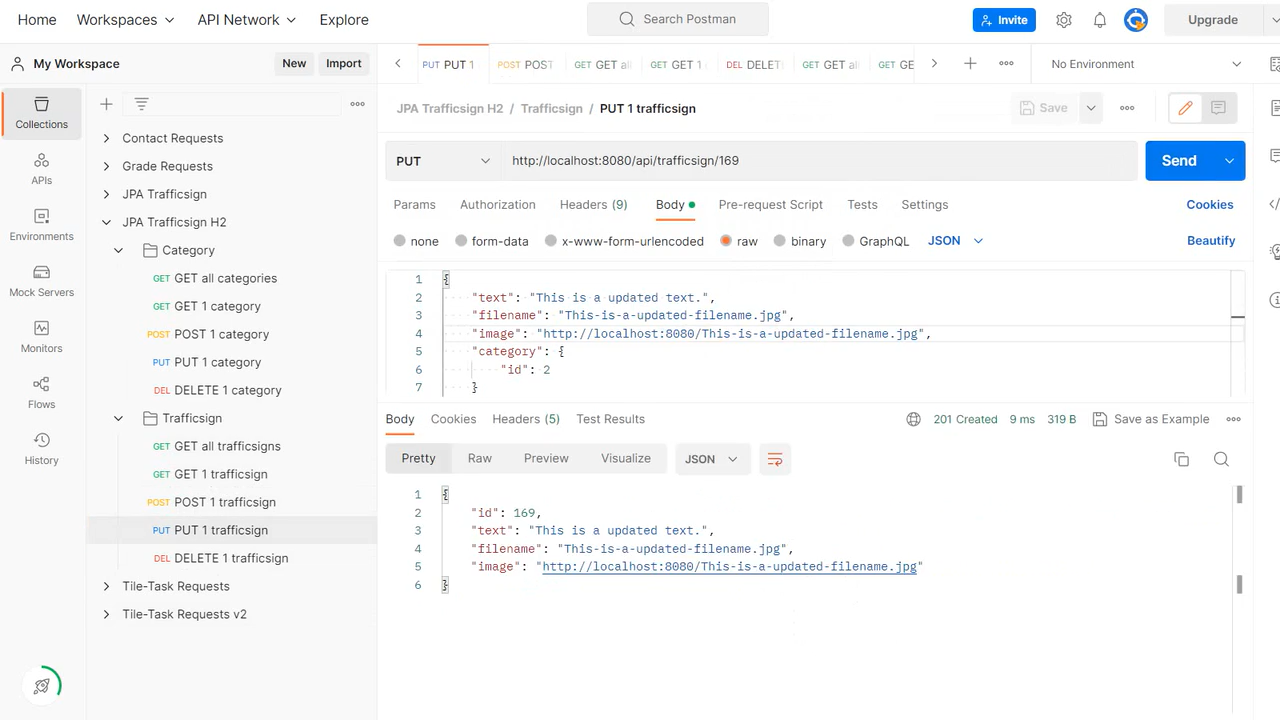 Home Workspaces API Network Explore Search Postman Invite Upgrade
My Workspace New Import PUT PUT 1 POST POST GET GET al GET GET 1 DEL DELET GET GET al GET GE No Environment
Collections
APIs
Environments
Mock Servers
Monitors
Flows
History
Contact Requests
Grade Requests
JPA Trafficsign
JPA Trafficsign H2
Category
GET GET all categories
GET GET 1 category
POST POST 1 category
PUT PUT 1 category
DEL DELETE 1 category
Trafficsign
GET GET all trafficsigns
GET GET 1 trafficsign
POST POST 1 trafficsign
PUT PUT 1 trafficsign
DEL DELETE 1 trafficsign
Tile-Task Requests
Tile-Task Requests v2
JPA Trafficsign H2 / Trafficsign / PUT 1 trafficsign Save
PUT http://localhost:8080/api/trafficsign/169 Send
Params Authorization Headers (9) Body Pre-request Script Tests Settings Cookies
none form-data x-www-form-urlencoded raw binary GraphQL JSON Beautify
1 {
2 "text": "This is a updated text.",
3 "filename": "This-is-a-updated-filename.jpg",
4 "image": "http://localhost:8080/This-is-a-updated-filename.jpg",
5 "category": {
6 "id": 2
7 }
Body Cookies Headers (5) Test Results 201 Created 9 ms 319 B Save as Example
Pretty Raw Preview Visualize JSON
1 {
2 "id": 169,
3 "text": "This is a updated text.",
4 "filename": "This-is-a-updated-filename.jpg",
5 "image": "http://localhost:8080/This-is-a-updated-filename.jpg"
6 }